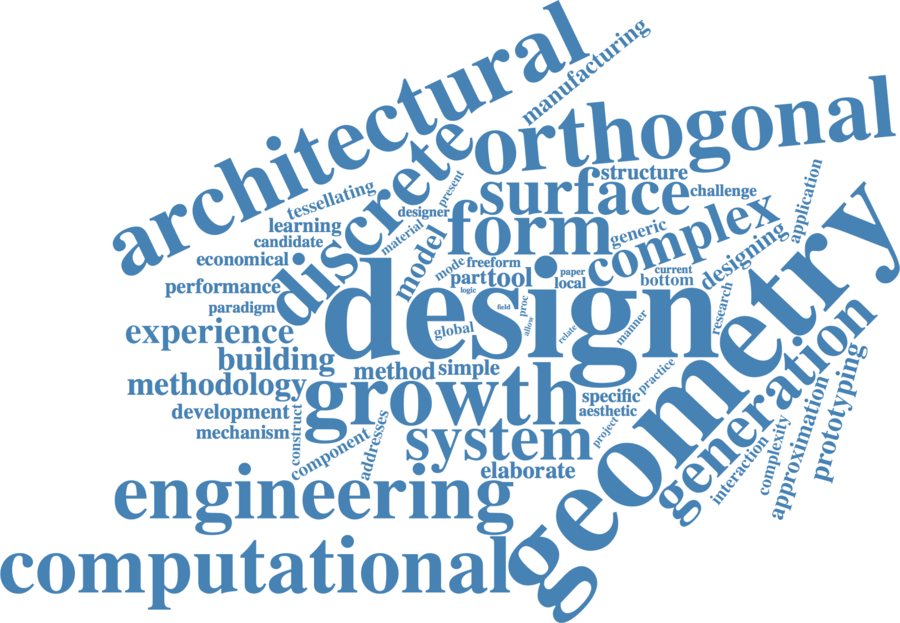 architectural
manufacturing
orthogonal
discrete
structure
surface
challenge
present
tessellating
designer
learning
form
generic
complex
application
candidate
material
economical
model
mode
freeform
designing
geometry
performance
part
tool
paper
local
current
bottom
logic
paradigm
design
field
proc
allow
relate
manner
research
experience
global
building
method
simple
practice
generation
methodology
growth
specific
aesthetic
development
mechanism
construct
component
addresses
system
project
elaborate
interaction
complexity
approximation
prototyping
engineering
computational